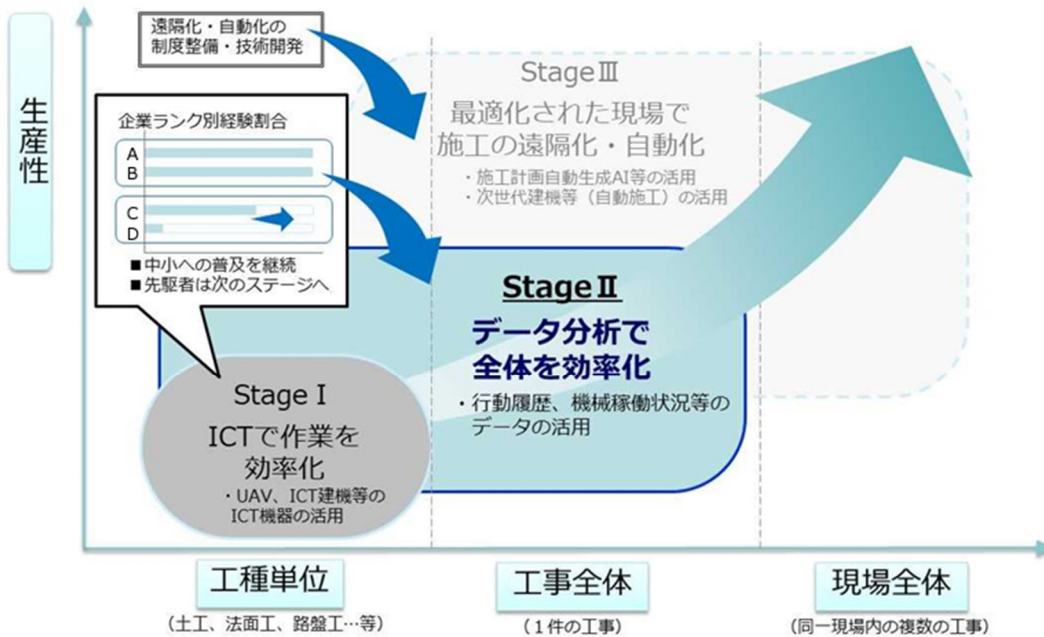 生産性
遠隔化・自動化の
制度整備・技術開発
企業ランク別経験割合
A
B
C
D
■中小への普及を継続
■先駆者は次のステージへ
StageⅢ
最適化された現場で
施工の遠隔化・自動化
・施工計画自動生成AI等の活用
・次世代建機等（自動施工）の活用
StageⅡ
データ分析で
全体を効率化
・行動履歴、機械稼働状況等の
データの活用
StageⅠ
ICTで作業を
効率化
・UAV、ICT建機等の
ICT機器の活用
工種単位
（土工、法面工、路盤工…等）
工事全体
（１件の工事）
現場全体
（同一現場内の複数の工事）